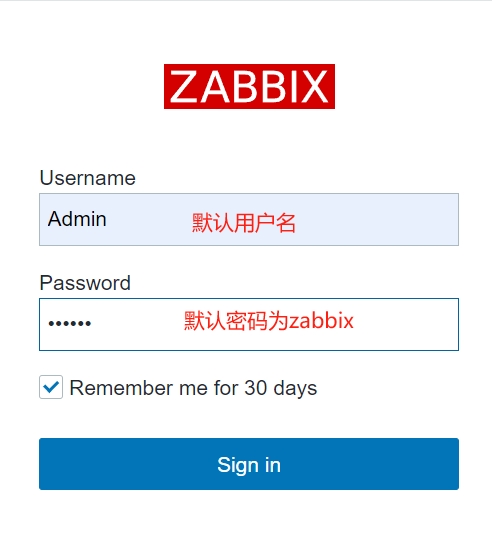 ZABBIX
Username
Admin 默认用户名
Password
•••••• 默认密码为zabbix
Remember me for 30 days
Sign in